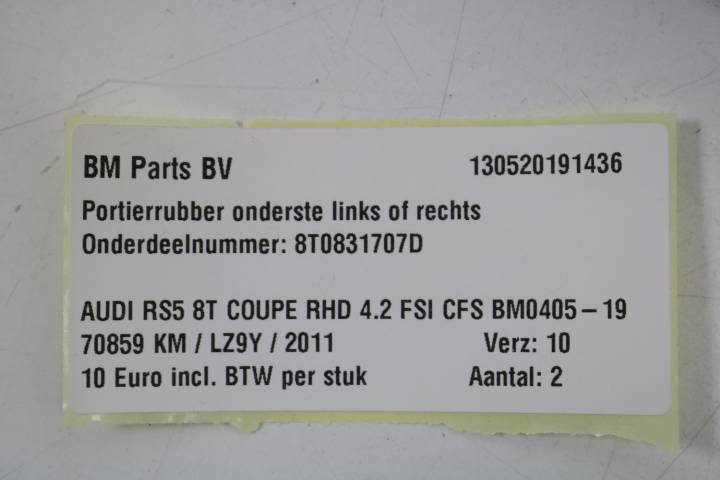 BM Parts BV 130520191436
Portierrubber onderste links of rechts
Onderdeelnummer: 8T0831707D
AUDI RS5 8T COUPE RHD 4.2 FSI CFS BM0405-19
70859 KM / LZ9Y / 2011 Verz: 10
10 Euro incl. BTW per stuk Aantal: 2